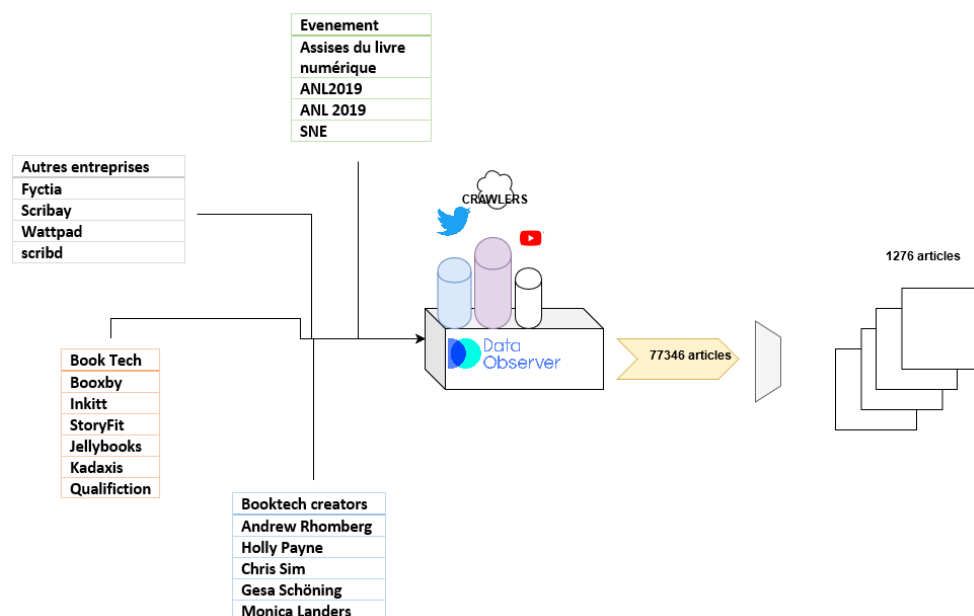 Evenement
Assises du livre
numérique
ANL2019
ANL 2019
SNE
Autres entreprises
Fyctia
Scribay
Wattpad
scribd
CRAWLERS
1276 articles
Data
Observer
77346 articles
Book Tech
Booxby
Inkitt
StoryFit
Jellybooks
Kadaxis
Qualifiction
Booktech creators
Andrew Rhomberg
Holly Payne
Chris Sim
Gesa Schöning
Monica Landers